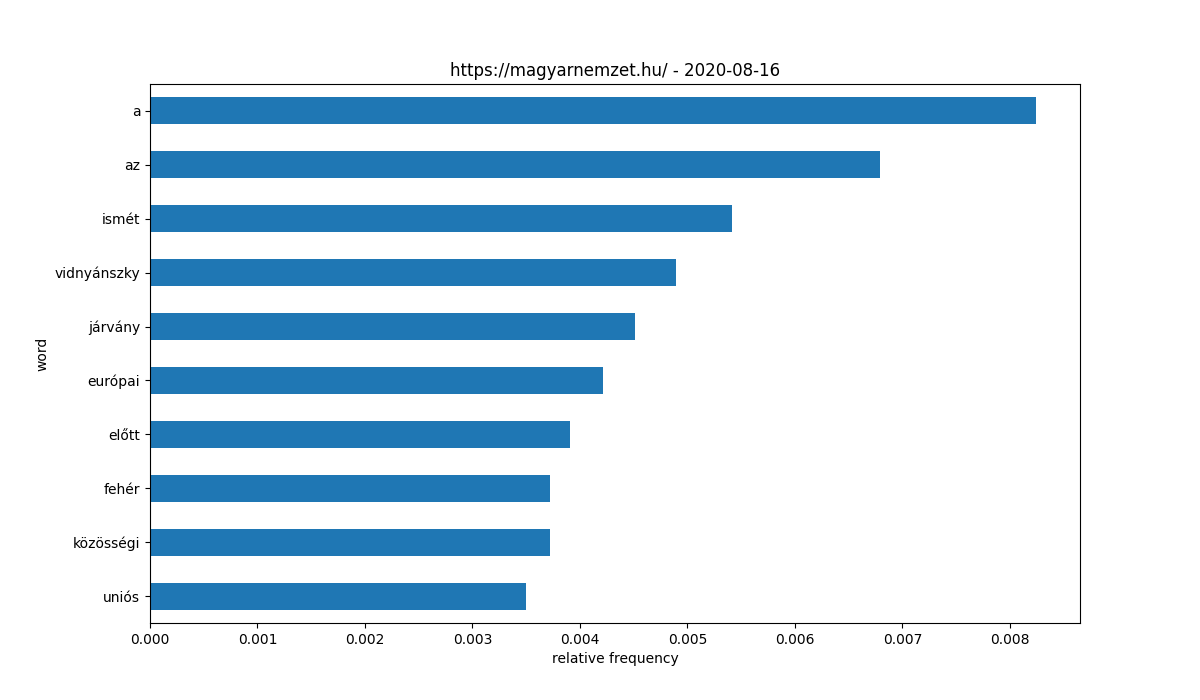 https://magyarnemzet.hu/ - 2020-08-16
a
az
ismét
vidnyánszky
járvány
európai
előtt
fehér
közösségi
uniós
word
0.000 0.001 0.002 0.003 0.004 0.005 0.006 0.007 0.008
relative frequency